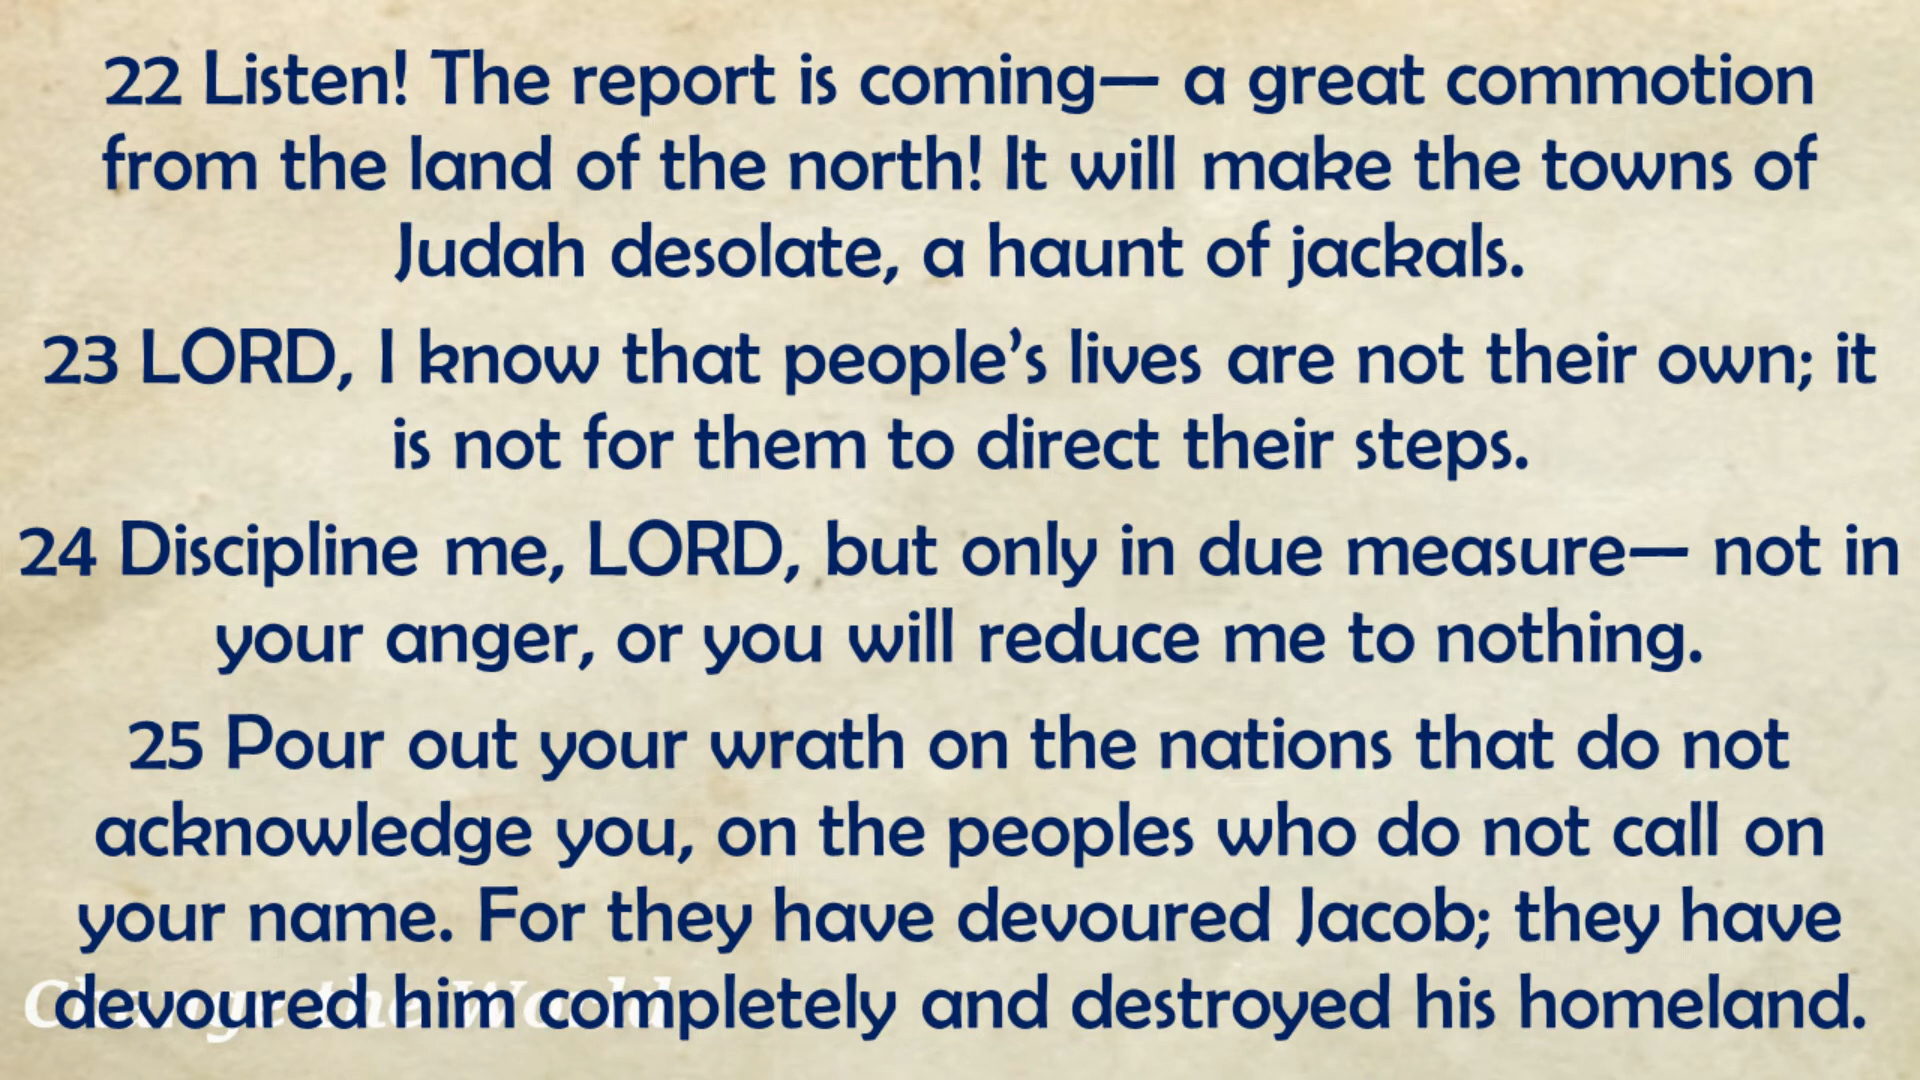 22 Listen! The report is coming— a great commotion
from the land of the north! It will make the towns of
Judah desolate, a haunt of jackals.
23 LORD, I know that people’s lives are not their own; it
is not for them to direct their steps.
24 Discipline me, LORD, but only in due measure— not in
your anger, or you will reduce me to nothing.
25 Pour out your wrath on the nations that do not
acknowledge you, on the peoples who do not call on
your name. For they have devoured Jacob; they have
devoured him completely and destroyed his homeland.
Change the World